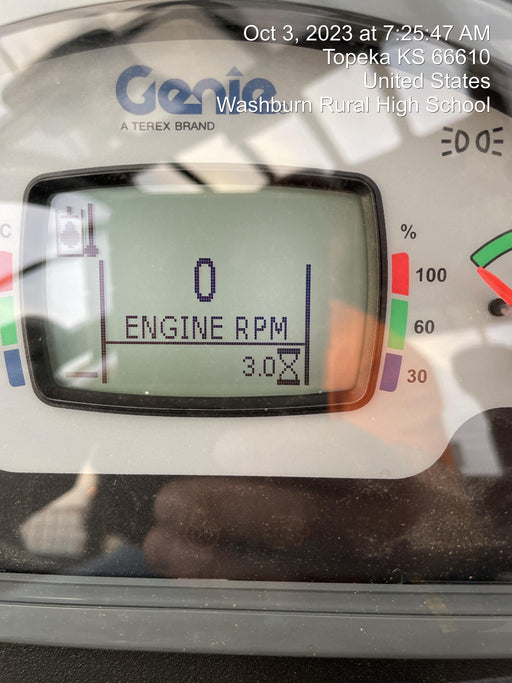 Oct 3, 2023 at 7:25:47 AM
Topeka KS 66610
United States
Washburn Rural High School
Genie
A TEREX BRAND
C
%
0
100
ENGINE RPM
60
3.0
30